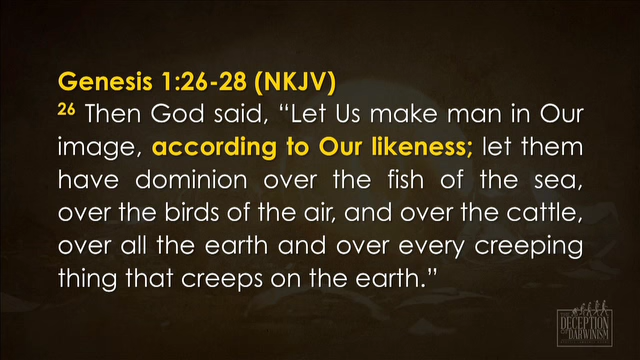 Genesis 1:26-28 (NKJV)
26 Then God said, “Let Us make man in Our
image, according to Our likeness; let them
have dominion over the fish of the sea,
over the birds of the air, and over the cattle,
over all the earth and over every creeping
thing that creeps on the earth.”
DECEPTION
DARWINISM